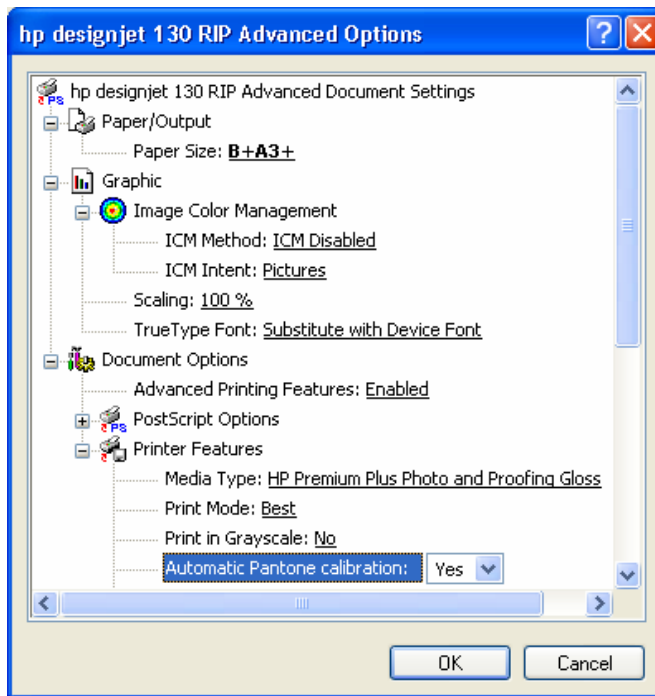 hp designjet 130 RIP Advanced Options
hp designjet 130 RIP Advanced Document Settings
Paper/Output
Paper Size: B+A3+
Graphic
Image Color Management
ICM Method: ICM Disabled
ICM Intent: Pictures
Scaling: 100 %
TrueType Font: Substitute with Device Font
Document Options
Advanced Printing Features: Enabled
PostScript Options
Printer Features
Media Type: HP Premium Plus Photo and Proofing Gloss
Print Mode: Best
Print in Grayscale: No
Automatic Pantone calibration: Yes
OK Cancel